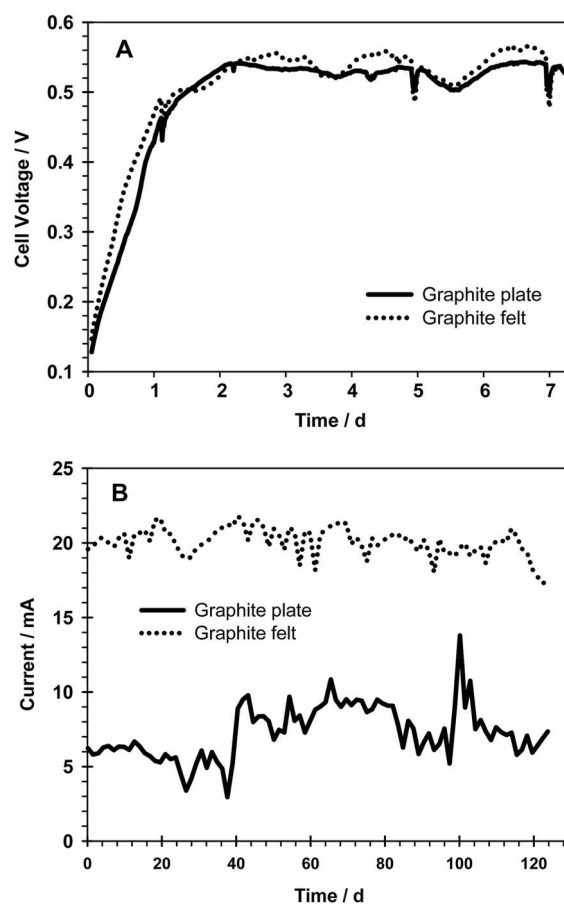 A
0.6
0.5
0.4
0.3
0.2
0.1
Cell Voltage / V
Graphite plate
Graphite felt
0 1 2 3 4 5 6 7
Time / d
B
25
20
15
10
5
0
Current / mA
Graphite plate
Graphite felt
0 20 40 60 80 100 120
Time / d